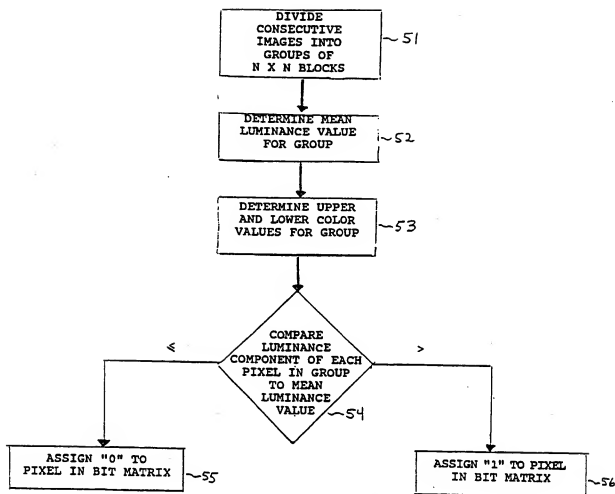 DIVIDE
CONSECUTIVE
IMAGES INTO
GROUPS OF
N X N BLOCKS
51
DETERMINE MEAN
LUMINANCE VALUE
FOR GROUP
52
DETERMINE UPPER
AND LOWER COLOR
VALUES FOR GROUP
53
COMPARE
LUMINANCE
COMPONENT OF EACH
PIXEL IN GROUP
TO MEAN
LUMINANCE
VALUE
54
≤
>
ASSIGN "0" TO
PIXEL IN BIT MATRIX
55
ASSIGN "1" TO PIXEL
IN BIT MATRIX
56